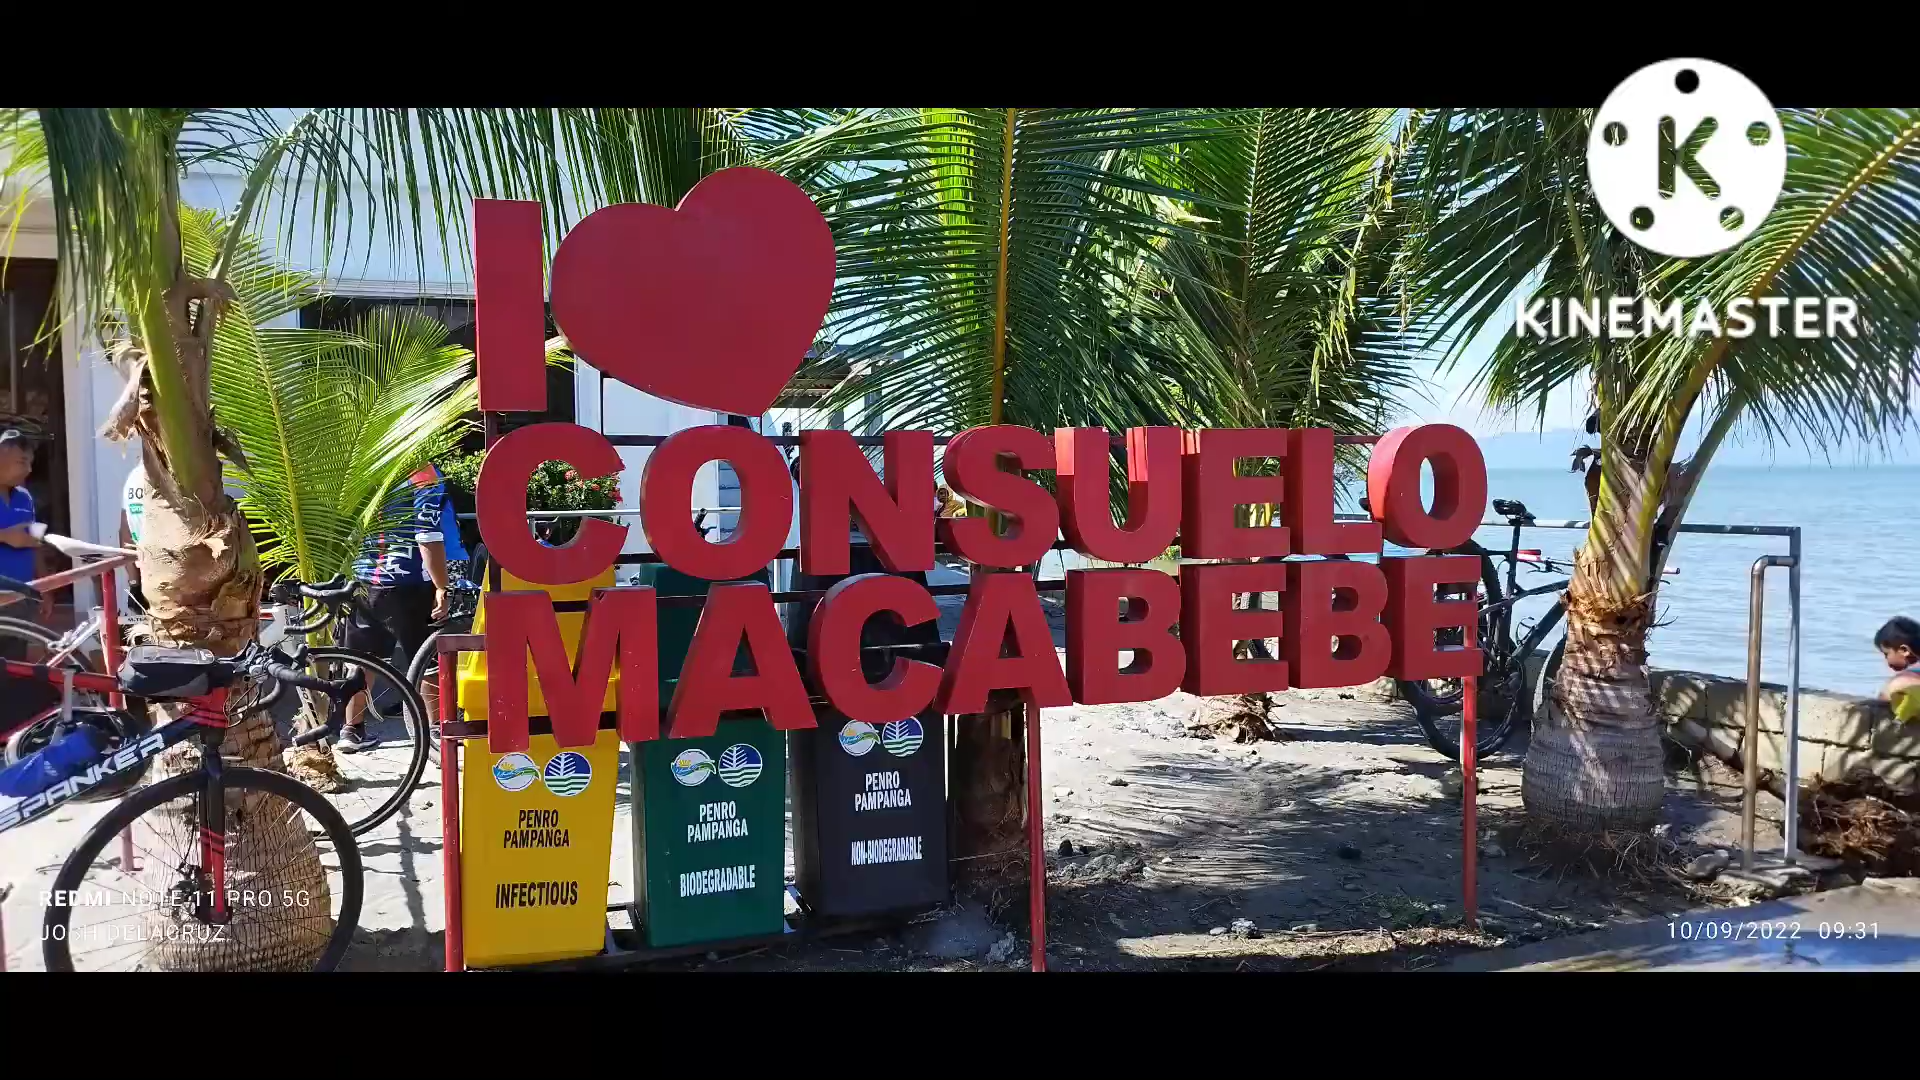 KINEMASTER
I
CONSUELO
MACABEBE
SPANKER
PENRO
PAMPANGA
INFECTIOUS
PENRO
PAMPANGA
BIODEGRADABLE
PENRO
PAMPANGA
NON-BIODEGRADABLE
REDMI NOTE 11 PRO 5G
JOSH DELACRUZ
10/09/2022 09:31